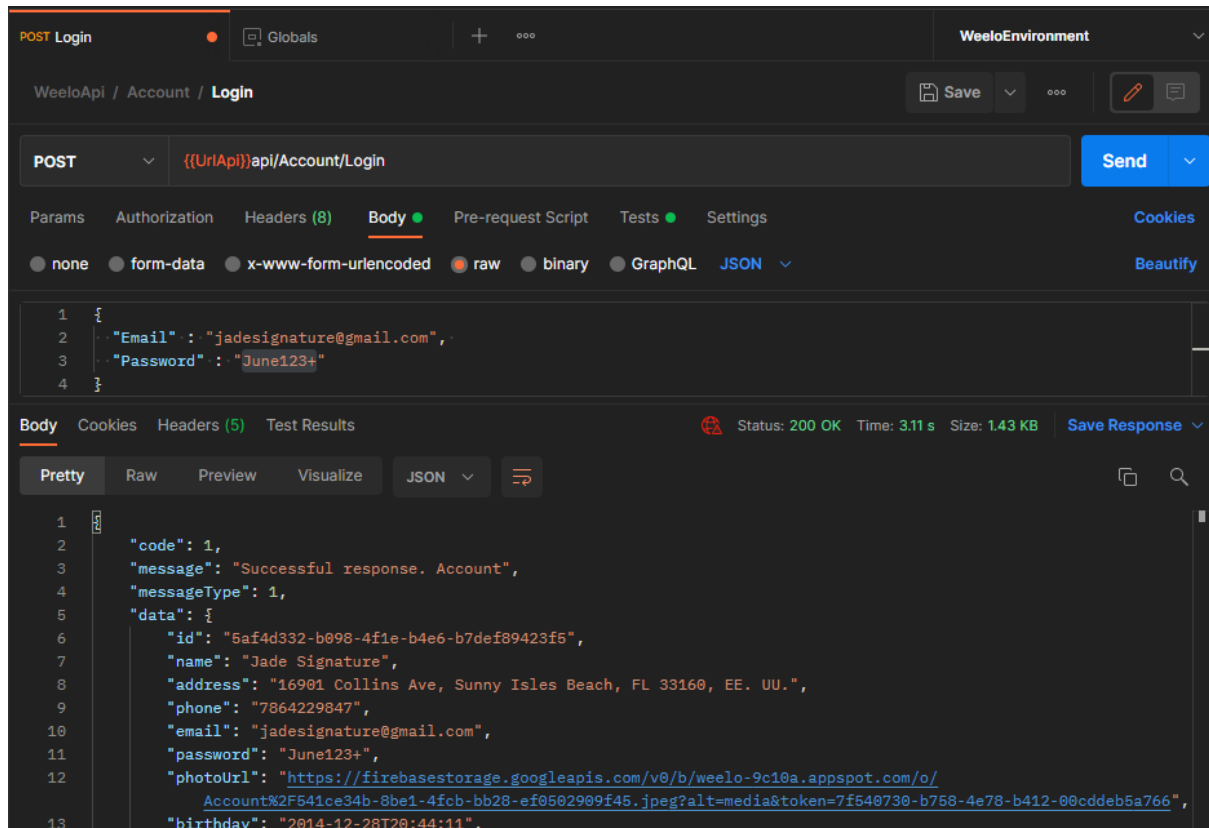 POST Login
Globals
WeeloEnvironment
WeeloApi / Account / Login
Save
POST
{{UrlApi}}api/Account/Login
Send
Params Authorization Headers (8) Body Pre-request Script Tests Settings Cookies
none form-data x-www-form-urlencoded raw binary GraphQL JSON Beautify
1 {
2 "Email" : "jadesignature@gmail.com",
3 "Password" : "June123+"
4 }
Body Cookies Headers (5) Test Results Status: 200 OK Time: 3.11 s Size: 1.43 KB Save Response
Pretty Raw Preview Visualize JSON
1 {
2 "code": 1,
3 "message": "Successful response. Account",
4 "messageType": 1,
5 "data": {
6 "id": "5af4d332-b098-4f1e-b4e6-b7def89423f5",
7 "name": "Jade Signature",
8 "address": "16901 Collins Ave, Sunny Isles Beach, FL 33160, EE. UU.",
9 "phone": "7864229847",
10 "email": "jadesignature@gmail.com",
11 "password": "June123+",
12 "photoUrl": "https://firebasestorage.googleapis.com/v0/b/weelo-9c10a.appspot.com/o/
Account%2F541ce34b-8be1-4fcb-bb28-ef0502909f45.jpeg?alt=media&token=7f540730-b758-4e78-b412-00cddeb5a766",
13 "birthday": "2014-12-28T20:44:11",